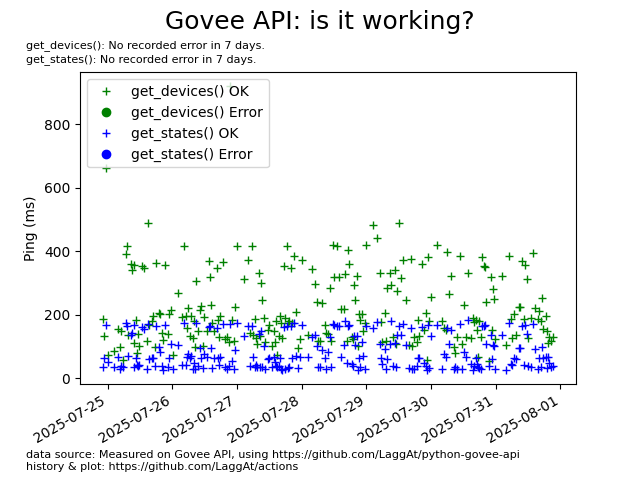 Govee API: is it working?
get_devices(): No recorded error in 7 days.
get_states(): No recorded error in 7 days.
get_devices() OK
get_devices() Error
get_states() OK
get_states() Error
Ping (ms)
800
600
400
200
0
2025-07-25
2025-07-26
2025-07-27
2025-07-28
2025-07-29
2025-07-30
2025-07-31
2025-08-01
data source: Measured on Govee API, using https://github.com/LaggAt/python-govee-api
history & plot: https://github.com/LaggAt/actions